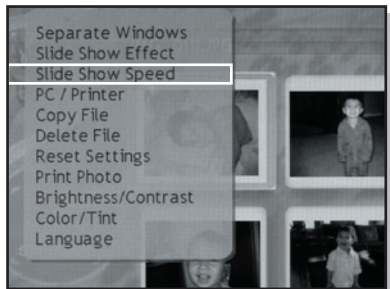 Separate Windows
Slide Show Effect
Slide Show Speed
PC / Printer
Copy File
Delete File
Reset Settings
Print Photo
Brightness/Contrast
Color/Tint
Language